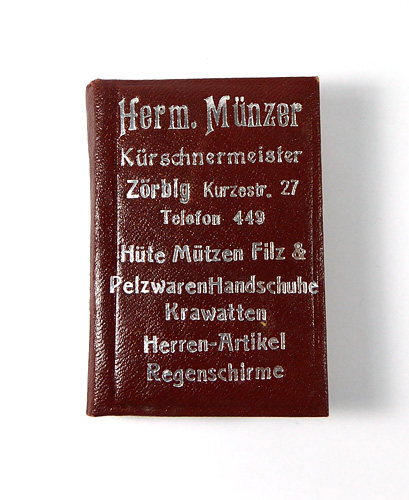 Herm. Münzer
Kürschnermeister
Zörbig Kurzestr. 27
Telefon 449
Hüte Mützen Filz &
PelzwarenHandschuhe
Krawatten
Herren-Artikel
Regenschirme